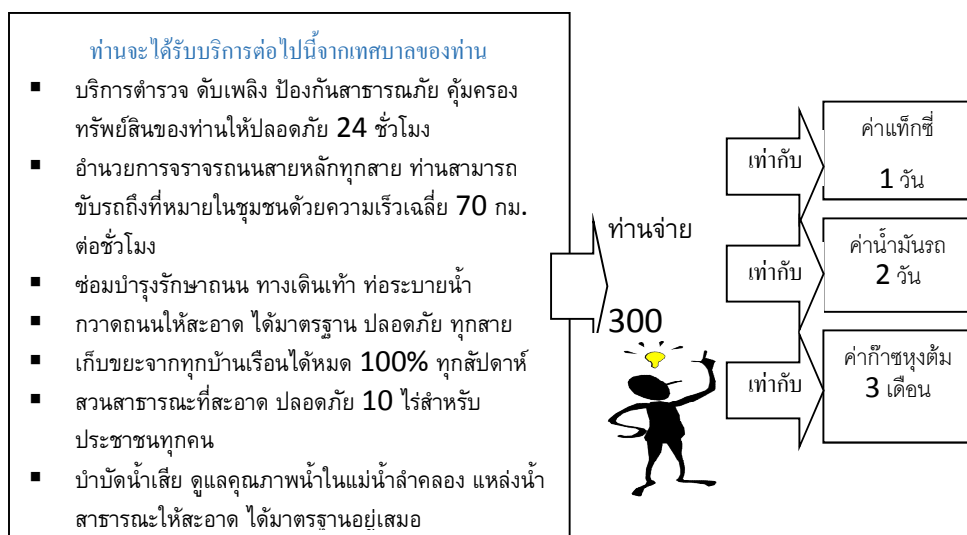 ท่านจะได้รับบริการต่อไปนี้จากเทศบาลของท่าน
▪ บริการตำรวจ ดับเพลิง ป้องกันสาธารณภัย คุ้มครอง
ทรัพย์สินของท่านให้ปลอดภัย 24 ชั่วโมง
▪ อำนวยการจราจรถนนสายหลักทุกสาย ท่านสามารถ
ขับรถถึงที่หมายในชุมชนด้วยความเร็วเฉลี่ย 70 กม.
ต่อชั่วโมง
▪ ซ่อมบำรุงรักษาถนน ทางเดินเท้า ท่อระบายน้ำ
▪ กวาดถนนให้สะอาด ได้มาตรฐาน ปลอดภัย ทุกสาย
▪ เก็บขยะจากทุกบ้านเรือนได้หมด 100% ทุกสัปดาห์
▪ สวนสาธารณะที่สะอาด ปลอดภัย 10 ไร่สำหรับ
ประชาชนทุกคน
▪ บำบัดน้ำเสีย ดูแลคุณภาพน้ำในแม่น้ำลำคลอง แหล่งน้ำ
สาธารณะให้สะอาด ได้มาตรฐานอยู่เสมอ
ท่านจ่าย
300
เท่ากับ
ค่าแท็กซี่
1 วัน
เท่ากับ
ค่าน้ำมันรถ
2 วัน
เท่ากับ
ค่าก๊าซหุงต้ม
3 เดือน